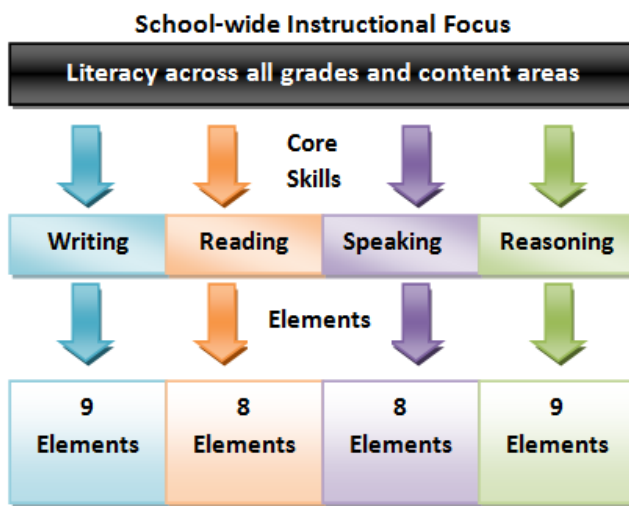 School-wide Instructional Focus
Literacy across all grades and content areas
Core
Skills
Writing
Reading
Speaking
Reasoning
Elements
9
Elements
8
Elements
8
Elements
9
Elements